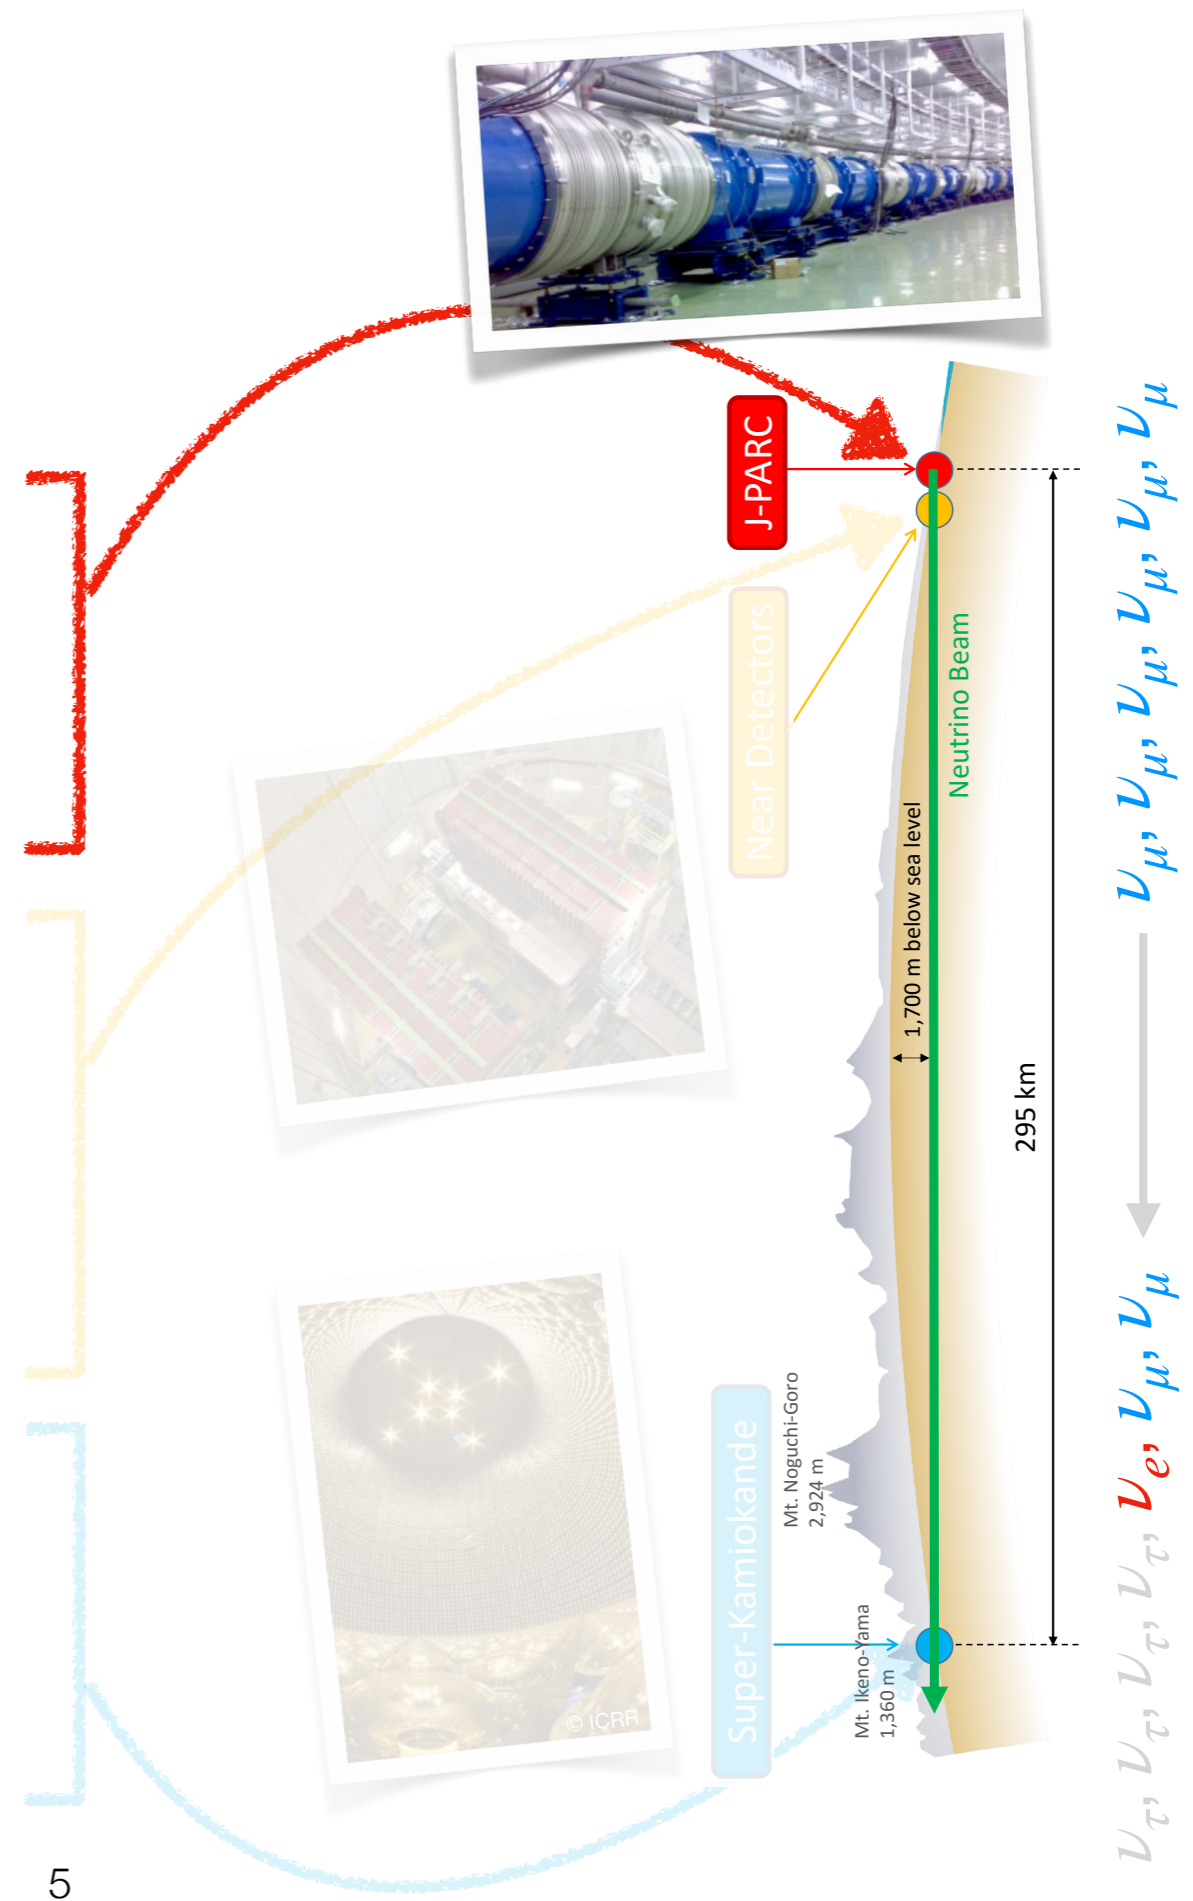 Super-Kamiokande
Near Detectors
J-PARC
© ICRR
Mt. Noguchi-Goro
2,924 m
Mt. Ikeno-Yama
1,360 m
1,700 m below sea level
Neutrino Beam
295 km
ν_τ, ν_τ, ν_τ, ν_τ, ν_e, ν_μ, ν_μ
ν_μ, ν_μ, ν_μ, ν_μ, ν_μ, ν_μ
5